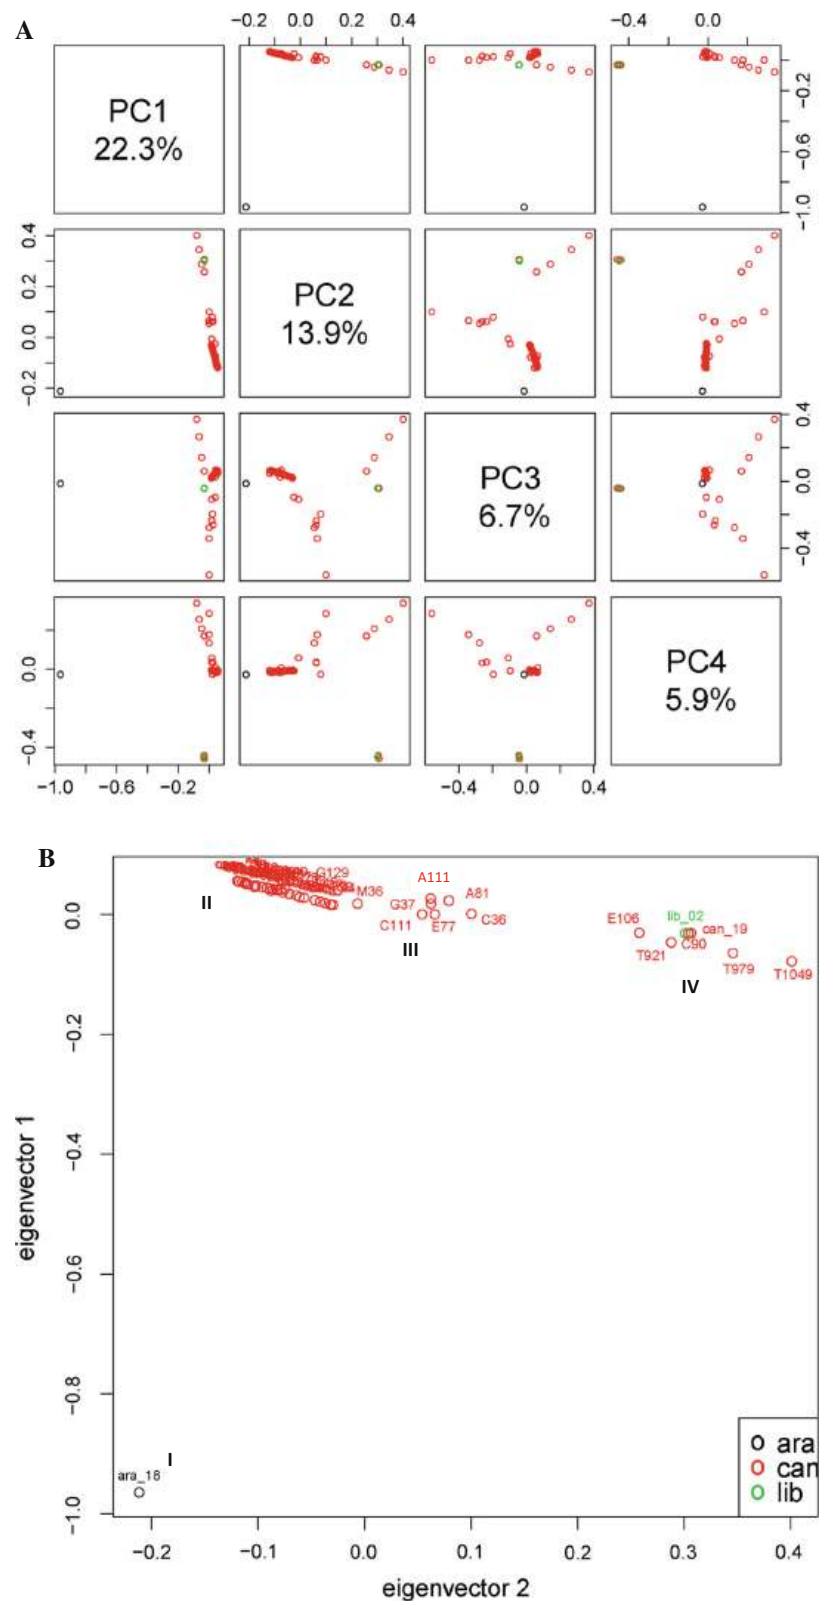 A
−0.2 0.0 0.2 0.4
−0.4 0.0
PC1
22.3%
−0.2
−0.6
−1.0
0.4
0.2
0.0
−0.2
PC2
13.9%
PC3
6.7%
0.4
0.0
−0.4
0.0
−0.4
PC4
5.9%
−1.0 −0.6 −0.2
−0.4 0.0 0.4
B
G129
M36
A111
A81
G37
C111
E77
C36
E106
lib_02
can_19
T921
C90
T979
T1049
II
III
IV
0.0
−0.2
−0.4
−0.6
−0.8
−1.0
eigenvector 1
I
ara_18
ara
can
lib
−0.2 −0.1 0.0 0.1 0.2 0.3 0.4
eigenvector 2